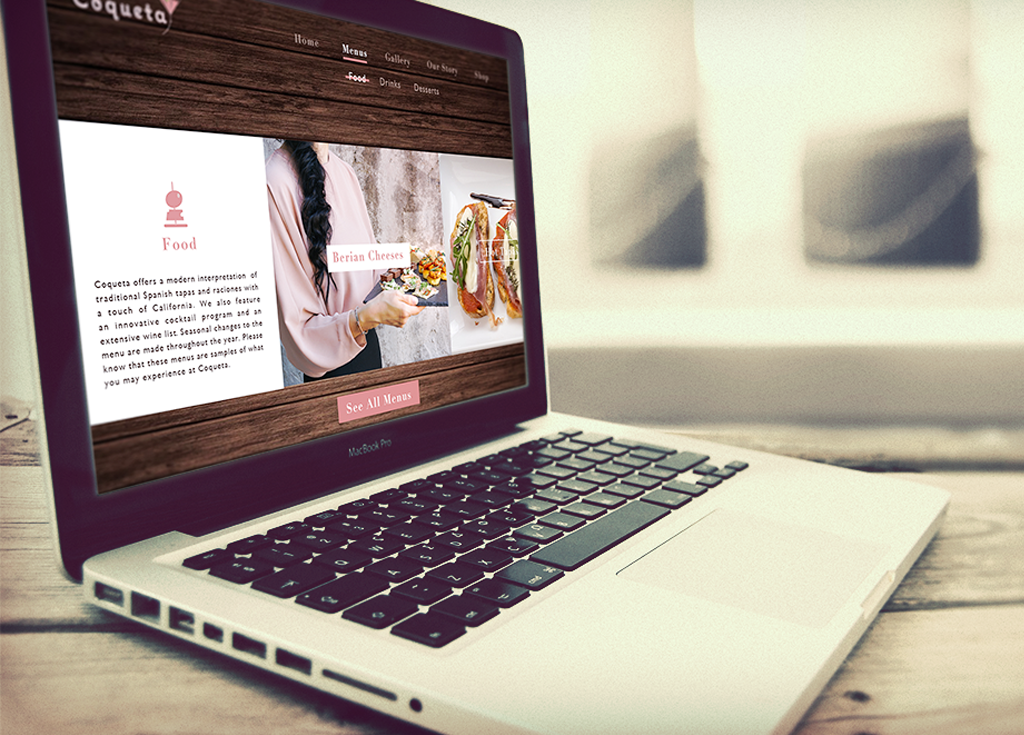 Coqueta
Home Menus Gallery Our Story Shop
Food Drinks Desserts
Food
Coqueta offers a modern interpretation of
traditional Spanish tapas and raciones with
a touch of California. We also feature
an innovative cocktail program and an
extensive wine list. Seasonal changes to the
menu are made throughout the year. Please
know that these menus are samples of what
you may experience at Coqueta.
Berian Cheeses
See All Menus
MacBook Pro